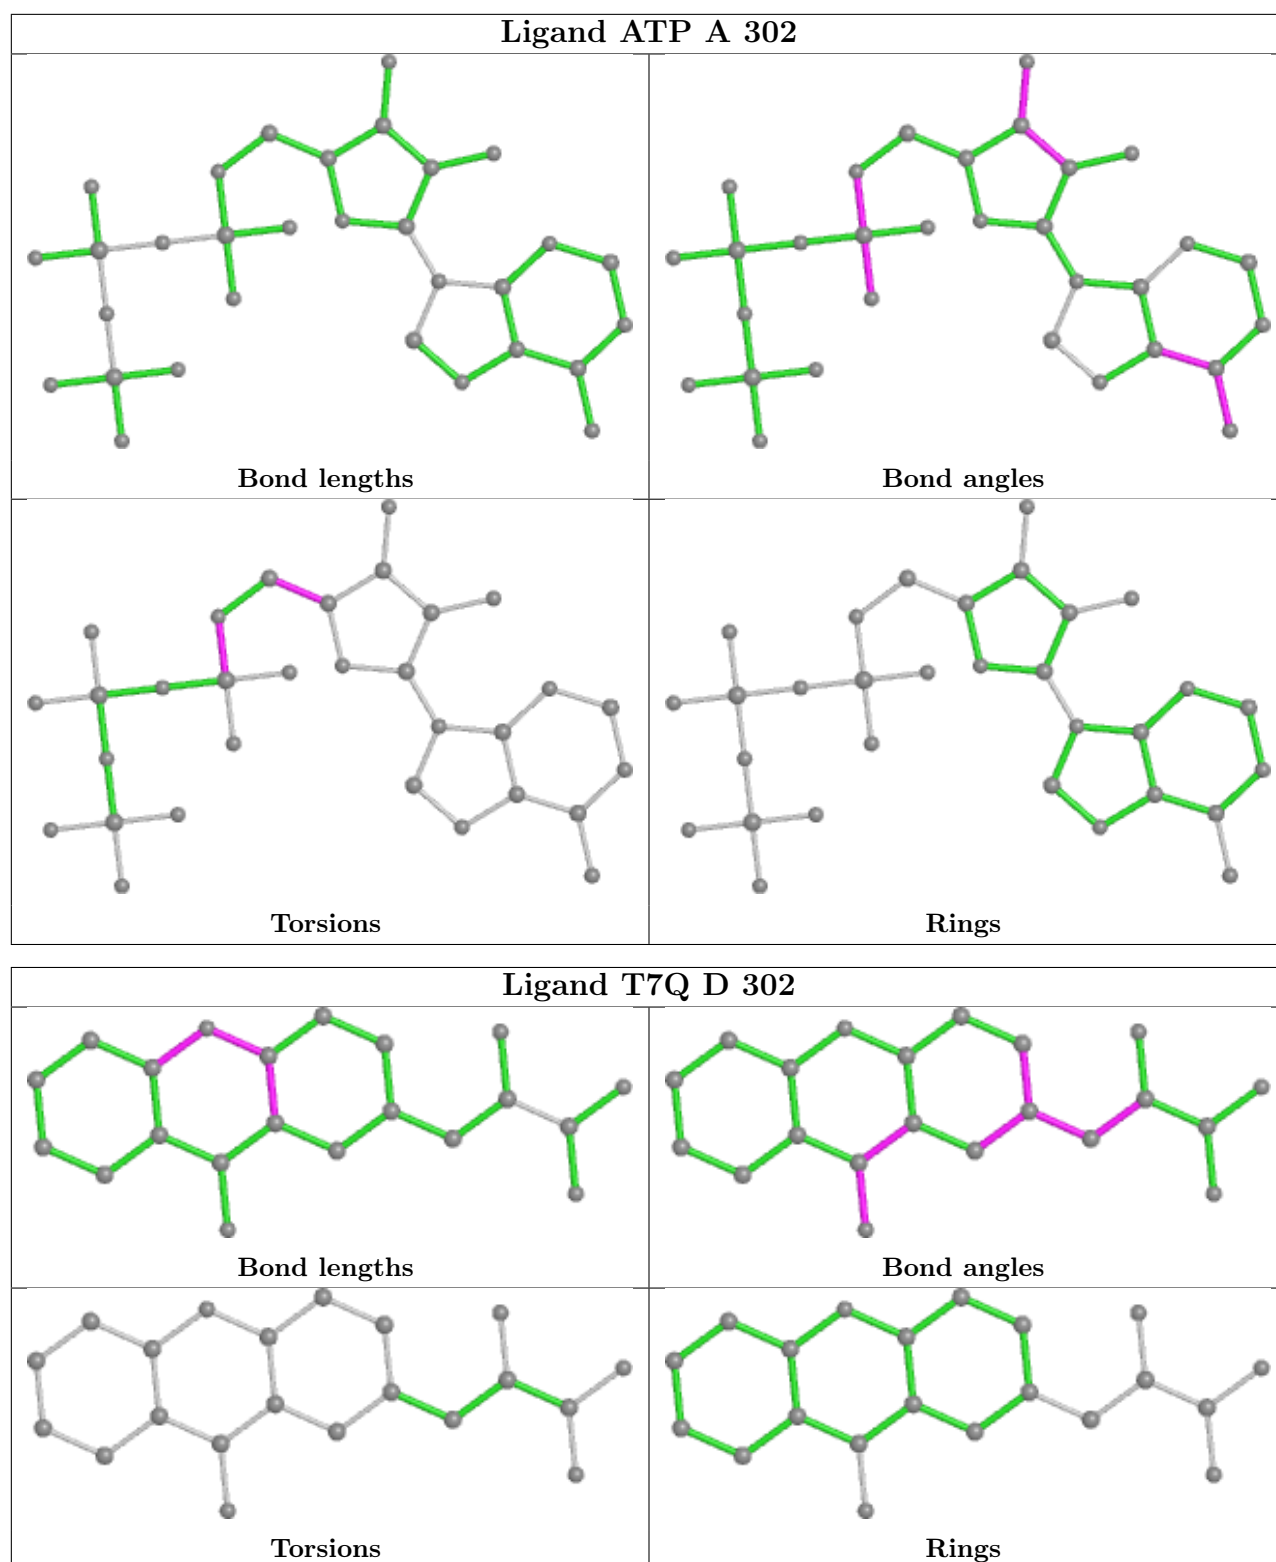 Ligand ATP A 302
Bond lengths
Bond angles
Torsions
Rings
Ligand T7Q D 302
Bond lengths
Bond angles
Torsions
Rings